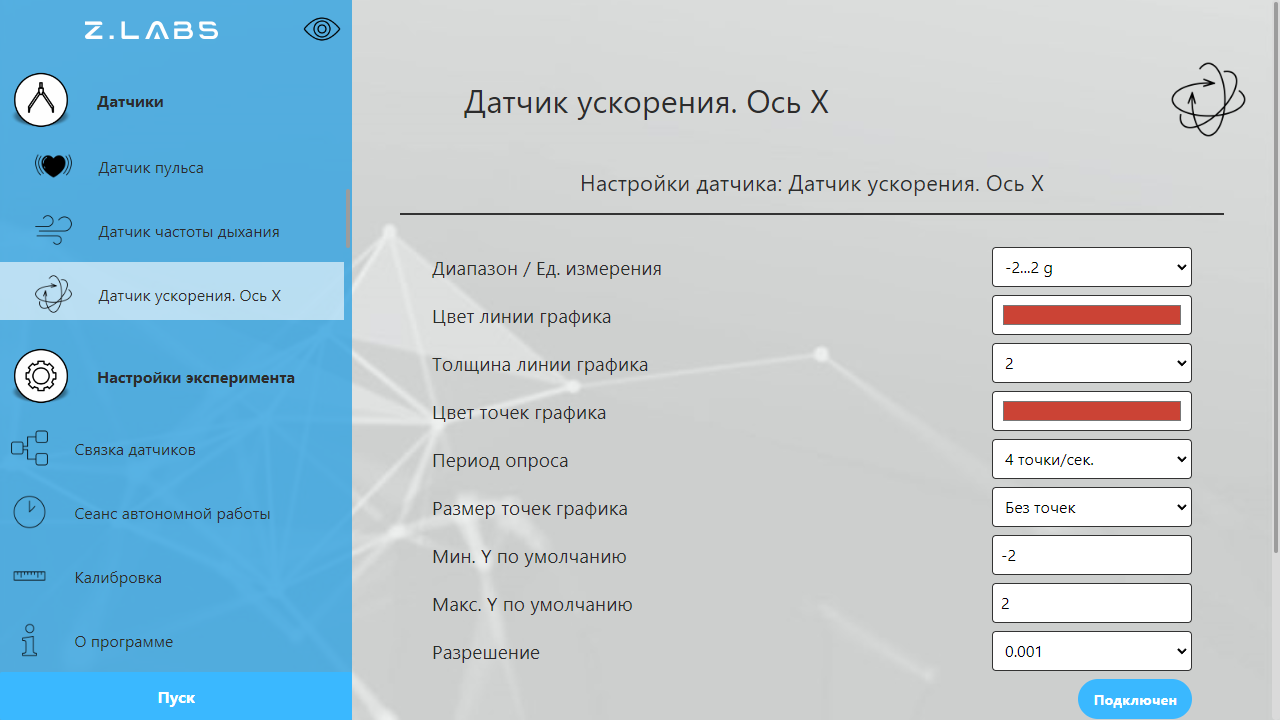 Z.LABS
Датчики
Датчик пульса
Датчик частоты дыхания
Датчик ускорения. Ось X
Настройки эксперимента
Связка датчиков
Сеанс автономной работы
Калибровка
О программе
Пуск
Датчик ускорения. Ось X
Настройки датчика: Датчик ускорения. Ось X
Диапазон / Ед. измерения -2...2 g
Цвет линии графика
Толщина линии графика 2
Цвет точек графика
Период опроса 4 точки/сек.
Размер точек графика Без точек
Мин. Y по умолчанию -2
Макс. Y по умолчанию 2
Разрешение 0.001
Подключен